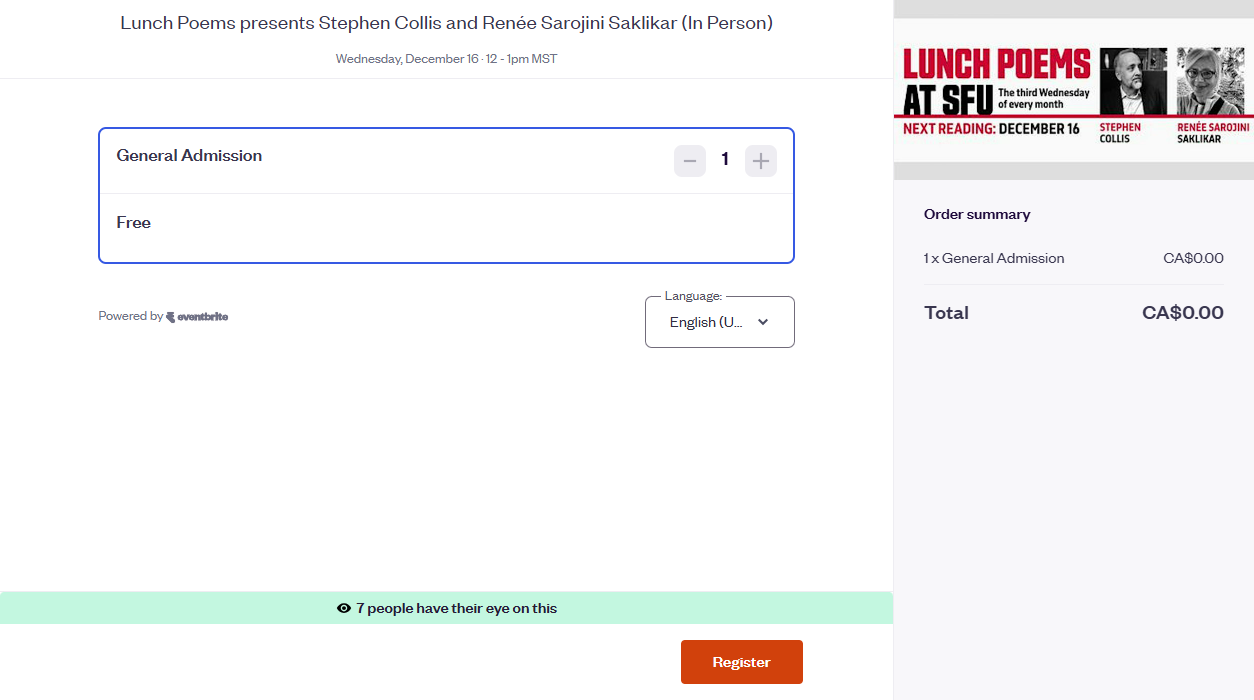 Lunch Poems presents Stephen Collis and Renée Sarojini Saklikar (In Person)
Wednesday, December 16 · 12 - 1pm MST
General Admission
1
Free
Powered by eventbrite
Language:
English (U...
7 people have their eye on this
Register
LUNCH POEMS
AT SFU
The third Wednesday
of every month
NEXT READING: DECEMBER 16
STEPHEN
COLLIS
RENÉE SAROJINI
SAKLIKAR
Order summary
1 x General Admission CA$0.00
Total CA$0.00